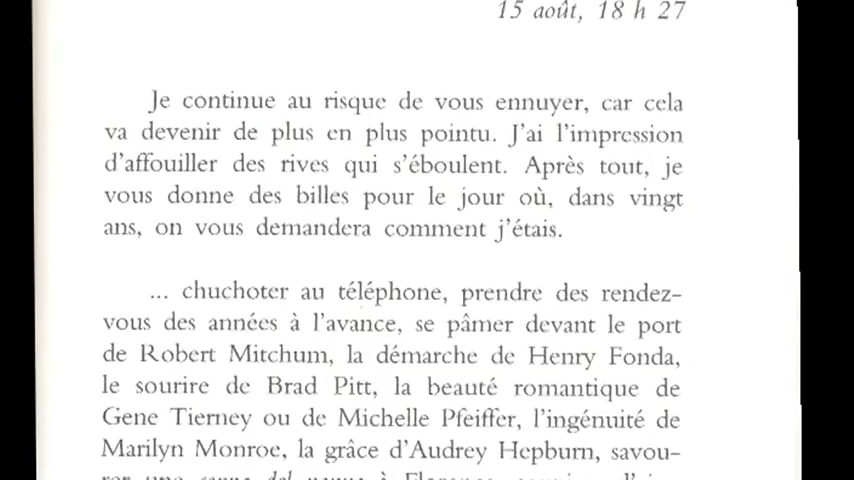 15 août, 18 h 27
Je continue au risque de vous ennuyer, car cela
va devenir de plus en plus pointu. J'ai l'impression
d'affouiller des rives qui s'éboulent. Après tout, je
vous donne des billes pour le jour où, dans vingt
ans, on vous demandera comment j'étais.
... chuchoter au téléphone, prendre des rendez-
vous des années à l'avance, se pâmer devant le port
de Robert Mitchum, la démarche de Henry Fonda,
le sourire de Brad Pitt, la beauté romantique de
Gene Tierney ou de Michelle Pfeiffer, l'ingénuité de
Marilyn Monroe, la grâce d'Audrey Hepburn, savou-